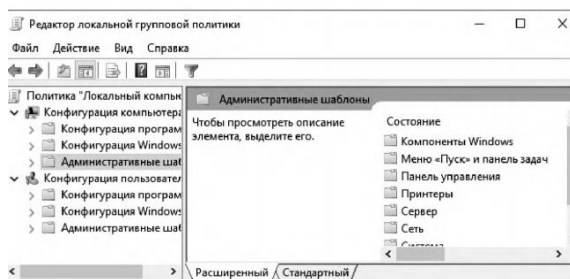 Редактор локальной групповой политики
Файл Действие Вид Справка
Политика "Локальный компьн
Конфигурация компьютера
Конфигурация програм
Конфигурация Windows
Административные шаб
Конфигурация пользовател
Конфигурация програм
Конфигурация Windows
Административные шаб
Административные шаблоны
Чтобы просмотреть описание
элемента, выделите его.
Состояние
Компоненты Windows
Меню «Пуск» и панель задач
Панель управления
Принтеры
Сервер
Сеть
Система
Расширенный Стандартный